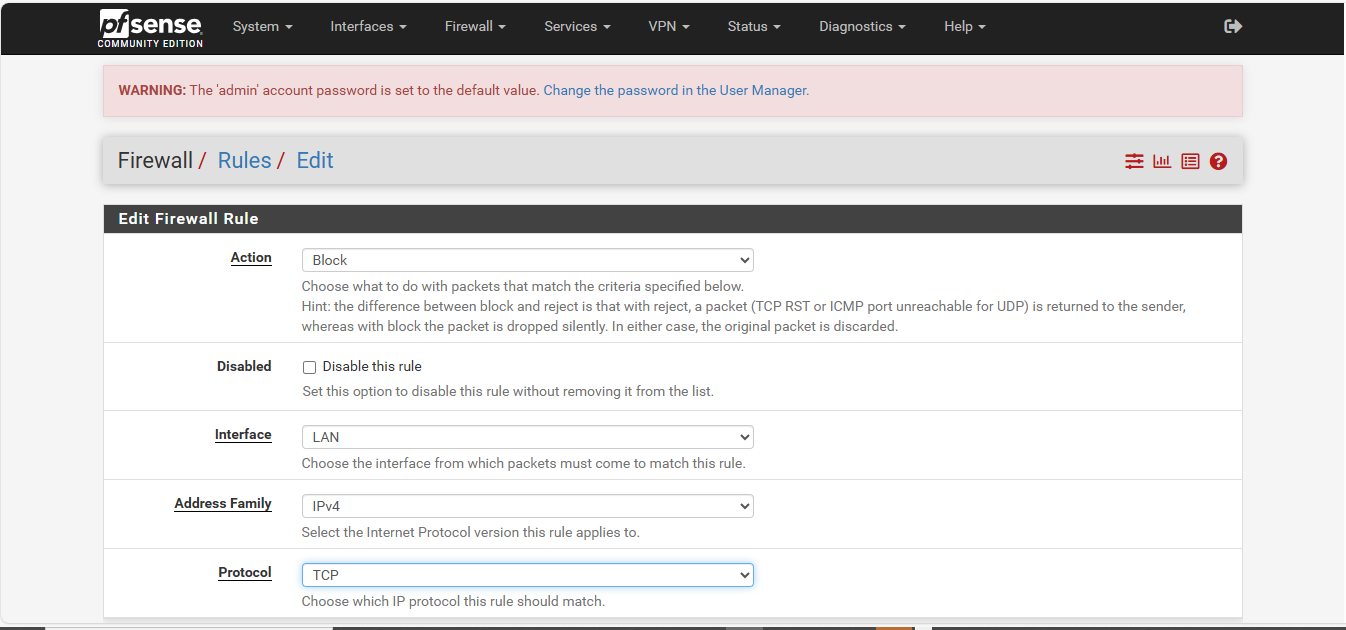 pfsense
COMMUNITY EDITION
System
Interfaces
Firewall
Services
VPN
Status
Diagnostics
Help
WARNING: The 'admin' account password is set to the default value. Change the password in the User Manager.
Firewall / Rules / Edit
Edit Firewall Rule
Action
Block
Choose what to do with packets that match the criteria specified below.
Hint: the difference between block and reject is that with reject, a packet (TCP RST or ICMP port unreachable for UDP) is returned to the sender,
whereas with block the packet is dropped silently. In either case, the original packet is discarded.
Disabled
Disable this rule
Set this option to disable this rule without removing it from the list.
Interface
LAN
Choose the interface from which packets must come to match this rule.
Address Family
IPv4
Select the Internet Protocol version this rule applies to.
Protocol
TCP
Choose which IP protocol this rule should match.